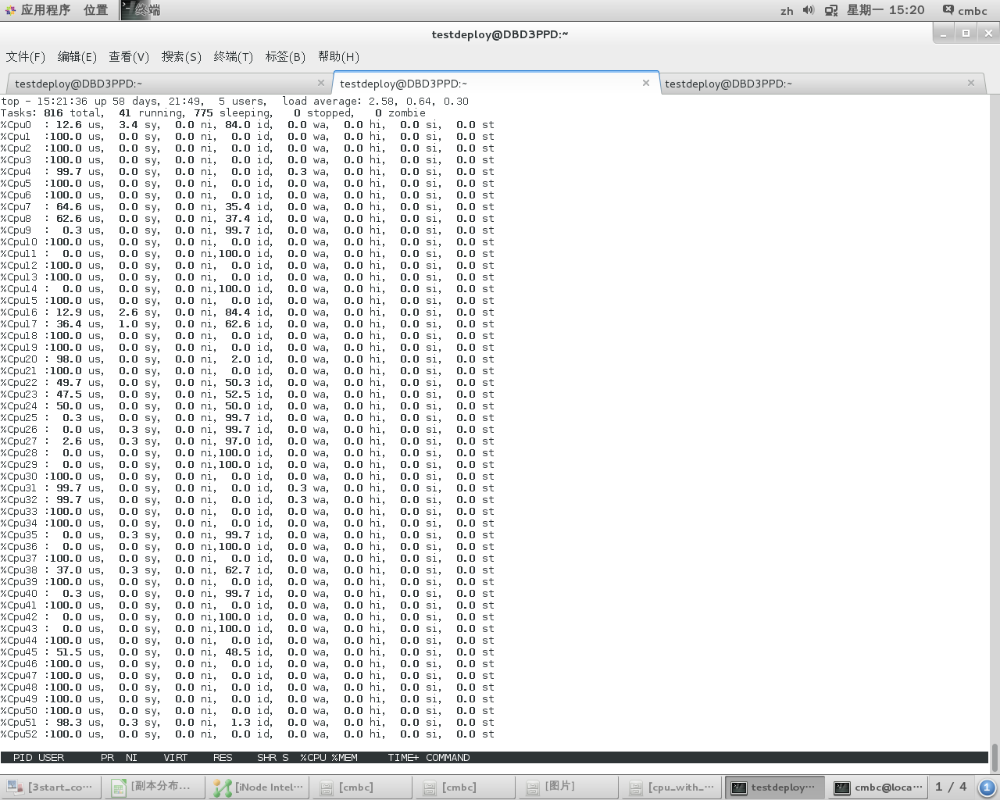 应用程序 位置 终端 zh 星期一 15:20 cmbc
testdeploy@DBD3PPD:~
文件(F) 编辑(E) 查看(V) 搜索(S) 终端(T) 标签(B) 帮助(H)
testdeploy@DBD3PPD:~ testdeploy@DBD3PPD:~ testdeploy@DBD3PPD:~
top - 15:21:36 up 58 days, 21:49,  5 users,  load average: 2.58, 0.64, 0.30
Tasks: 816 total,  41 running, 775 sleeping,   0 stopped,   0 zombie
%Cpu0  : 12.6 us,  3.4 sy,  0.0 ni, 84.0 id,  0.0 wa,  0.0 hi,  0.0 si,  0.0 st
%Cpu1  :100.0 us,  0.0 sy,  0.0 ni,  0.0 id,  0.0 wa,  0.0 hi,  0.0 si,  0.0 st
%Cpu2  :100.0 us,  0.0 sy,  0.0 ni,  0.0 id,  0.0 wa,  0.0 hi,  0.0 si,  0.0 st
%Cpu3  :100.0 us,  0.0 sy,  0.0 ni,  0.0 id,  0.0 wa,  0.0 hi,  0.0 si,  0.0 st
%Cpu4  : 99.7 us,  0.0 sy,  0.0 ni,  0.0 id,  0.3 wa,  0.0 hi,  0.0 si,  0.0 st
%Cpu5  :100.0 us,  0.0 sy,  0.0 ni,  0.0 id,  0.0 wa,  0.0 hi,  0.0 si,  0.0 st
%Cpu6  :100.0 us,  0.0 sy,  0.0 ni,  0.0 id,  0.0 wa,  0.0 hi,  0.0 si,  0.0 st
%Cpu7  : 64.6 us,  0.0 sy,  0.0 ni, 35.4 id,  0.0 wa,  0.0 hi,  0.0 si,  0.0 st
%Cpu8  : 62.6 us,  0.0 sy,  0.0 ni, 37.4 id,  0.0 wa,  0.0 hi,  0.0 si,  0.0 st
%Cpu9  :  0.3 us,  0.0 sy,  0.0 ni, 99.7 id,  0.0 wa,  0.0 hi,  0.0 si,  0.0 st
%Cpu10 :100.0 us,  0.0 sy,  0.0 ni,  0.0 id,  0.0 wa,  0.0 hi,  0.0 si,  0.0 st
%Cpu11 :  0.0 us,  0.0 sy,  0.0 ni,100.0 id,  0.0 wa,  0.0 hi,  0.0 si,  0.0 st
%Cpu12 :100.0 us,  0.0 sy,  0.0 ni,  0.0 id,  0.0 wa,  0.0 hi,  0.0 si,  0.0 st
%Cpu13 :100.0 us,  0.0 sy,  0.0 ni,  0.0 id,  0.0 wa,  0.0 hi,  0.0 si,  0.0 st
%Cpu14 :  0.0 us,  0.0 sy,  0.0 ni,100.0 id,  0.0 wa,  0.0 hi,  0.0 si,  0.0 st
%Cpu15 :100.0 us,  0.0 sy,  0.0 ni,  0.0 id,  0.0 wa,  0.0 hi,  0.0 si,  0.0 st
%Cpu16 : 12.9 us,  2.6 sy,  0.0 ni, 84.4 id,  0.0 wa,  0.0 hi,  0.0 si,  0.0 st
%Cpu17 : 36.4 us,  1.0 sy,  0.0 ni, 62.6 id,  0.0 wa,  0.0 hi,  0.0 si,  0.0 st
%Cpu18 :100.0 us,  0.0 sy,  0.0 ni,  0.0 id,  0.0 wa,  0.0 hi,  0.0 si,  0.0 st
%Cpu19 :100.0 us,  0.0 sy,  0.0 ni,  0.0 id,  0.0 wa,  0.0 hi,  0.0 si,  0.0 st
%Cpu20 : 98.0 us,  0.0 sy,  0.0 ni,  2.0 id,  0.0 wa,  0.0 hi,  0.0 si,  0.0 st
%Cpu21 :100.0 us,  0.0 sy,  0.0 ni,  0.0 id,  0.0 wa,  0.0 hi,  0.0 si,  0.0 st
%Cpu22 : 49.7 us,  0.0 sy,  0.0 ni, 50.3 id,  0.0 wa,  0.0 hi,  0.0 si,  0.0 st
%Cpu23 : 47.5 us,  0.0 sy,  0.0 ni, 52.5 id,  0.0 wa,  0.0 hi,  0.0 si,  0.0 st
%Cpu24 : 50.0 us,  0.0 sy,  0.0 ni, 50.0 id,  0.0 wa,  0.0 hi,  0.0 si,  0.0 st
%Cpu25 :  0.3 us,  0.0 sy,  0.0 ni, 99.7 id,  0.0 wa,  0.0 hi,  0.0 si,  0.0 st
%Cpu26 :  0.0 us,  0.3 sy,  0.0 ni, 99.7 id,  0.0 wa,  0.0 hi,  0.0 si,  0.0 st
%Cpu27 :  2.6 us,  0.3 sy,  0.0 ni, 97.0 id,  0.0 wa,  0.0 hi,  0.0 si,  0.0 st
%Cpu28 :  0.0 us,  0.0 sy,  0.0 ni,100.0 id,  0.0 wa,  0.0 hi,  0.0 si,  0.0 st
%Cpu29 :  0.0 us,  0.0 sy,  0.0 ni,100.0 id,  0.0 wa,  0.0 hi,  0.0 si,  0.0 st
%Cpu30 :100.0 us,  0.0 sy,  0.0 ni,  0.0 id,  0.0 wa,  0.0 hi,  0.0 si,  0.0 st
%Cpu31 : 99.7 us,  0.0 sy,  0.0 ni,  0.0 id,  0.3 wa,  0.0 hi,  0.0 si,  0.0 st
%Cpu32 : 99.7 us,  0.0 sy,  0.0 ni,  0.0 id,  0.3 wa,  0.0 hi,  0.0 si,  0.0 st
%Cpu33 :100.0 us,  0.0 sy,  0.0 ni,  0.0 id,  0.0 wa,  0.0 hi,  0.0 si,  0.0 st
%Cpu34 :100.0 us,  0.0 sy,  0.0 ni,  0.0 id,  0.0 wa,  0.0 hi,  0.0 si,  0.0 st
%Cpu35 :  0.0 us,  0.3 sy,  0.0 ni, 99.7 id,  0.0 wa,  0.0 hi,  0.0 si,  0.0 st
%Cpu36 :  0.0 us,  0.0 sy,  0.0 ni,100.0 id,  0.0 wa,  0.0 hi,  0.0 si,  0.0 st
%Cpu37 :100.0 us,  0.0 sy,  0.0 ni,  0.0 id,  0.0 wa,  0.0 hi,  0.0 si,  0.0 st
%Cpu38 : 37.0 us,  0.3 sy,  0.0 ni, 62.7 id,  0.0 wa,  0.0 hi,  0.0 si,  0.0 st
%Cpu39 :100.0 us,  0.0 sy,  0.0 ni,  0.0 id,  0.0 wa,  0.0 hi,  0.0 si,  0.0 st
%Cpu40 :  0.3 us,  0.0 sy,  0.0 ni, 99.7 id,  0.0 wa,  0.0 hi,  0.0 si,  0.0 st
%Cpu41 :100.0 us,  0.0 sy,  0.0 ni,  0.0 id,  0.0 wa,  0.0 hi,  0.0 si,  0.0 st
%Cpu42 :  0.0 us,  0.0 sy,  0.0 ni,100.0 id,  0.0 wa,  0.0 hi,  0.0 si,  0.0 st
%Cpu43 :  0.0 us,  0.0 sy,  0.0 ni,100.0 id,  0.0 wa,  0.0 hi,  0.0 si,  0.0 st
%Cpu44 :100.0 us,  0.0 sy,  0.0 ni,  0.0 id,  0.0 wa,  0.0 hi,  0.0 si,  0.0 st
%Cpu45 : 51.5 us,  0.0 sy,  0.0 ni, 48.5 id,  0.0 wa,  0.0 hi,  0.0 si,  0.0 st
%Cpu46 :100.0 us,  0.0 sy,  0.0 ni,  0.0 id,  0.0 wa,  0.0 hi,  0.0 si,  0.0 st
%Cpu47 :100.0 us,  0.0 sy,  0.0 ni,  0.0 id,  0.0 wa,  0.0 hi,  0.0 si,  0.0 st
%Cpu48 :100.0 us,  0.0 sy,  0.0 ni,  0.0 id,  0.0 wa,  0.0 hi,  0.0 si,  0.0 st
%Cpu49 :100.0 us,  0.0 sy,  0.0 ni,  0.0 id,  0.0 wa,  0.0 hi,  0.0 si,  0.0 st
%Cpu50 :100.0 us,  0.0 sy,  0.0 ni,  0.0 id,  0.0 wa,  0.0 hi,  0.0 si,  0.0 st
%Cpu51 : 98.3 us,  0.3 sy,  0.0 ni,  1.3 id,  0.0 wa,  0.0 hi,  0.0 si,  0.0 st
%Cpu52 :100.0 us,  0.0 sy,  0.0 ni,  0.0 id,  0.0 wa,  0.0 hi,  0.0 si,  0.0 st
PID USER      PR  NI    VIRT    RES    SHR S  %CPU %MEM     TIME+ COMMAND
[3start_co… [副本分布… [iNode Intel… [cmbc] [cmbc] [图片] [cpu_with_… testdeploy… cmbc@loca… 1 / 4 1